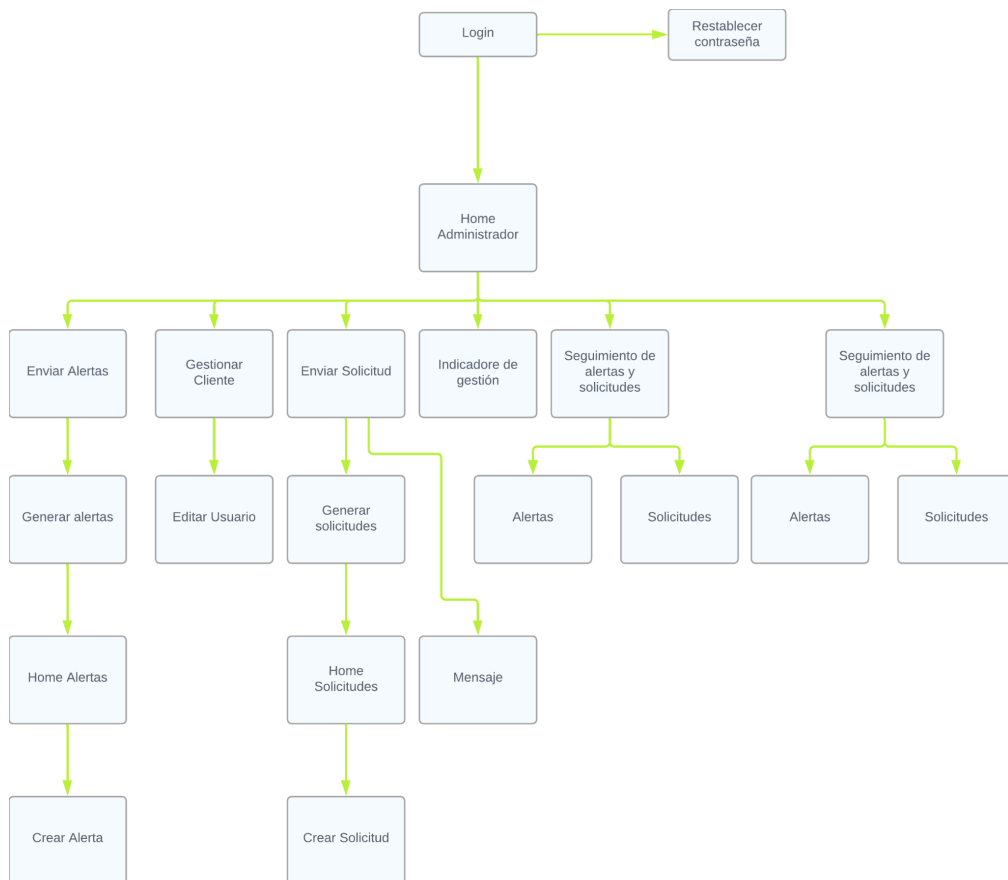 Login
Restablecer
contraseña
Home
Administrador
Enviar Alertas
Gestionar
Cliente
Enviar Solicitud
Indicadore de
gestión
Seguimiento de
alertas y
solicitudes
Seguimiento de
alertas y
solicitudes
Generar alertas
Editar Usuario
Generar
solicitudes
Alertas
Solicitudes
Alertas
Solicitudes
Home Alertas
Home
Solicitudes
Mensaje
Crear Alerta
Crear Solicitud